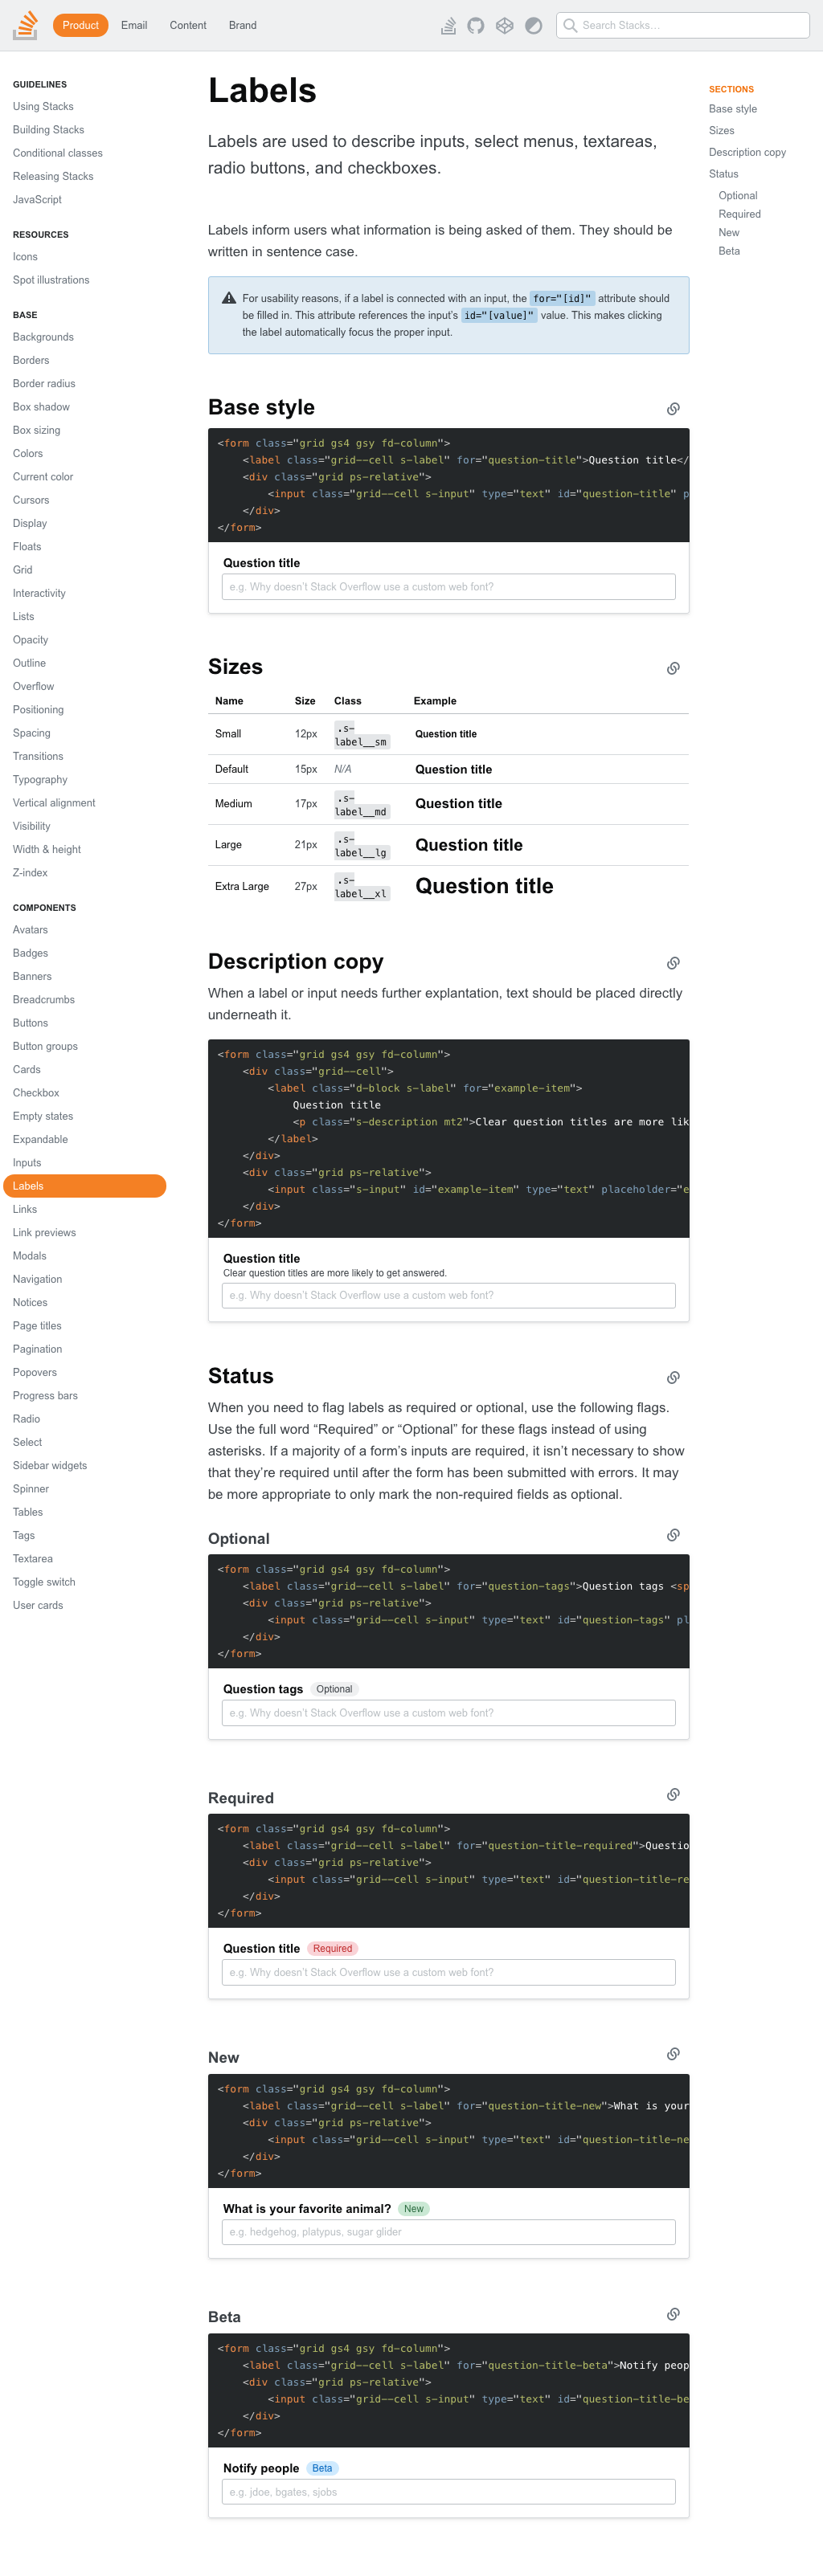 Product Email Content Brand
Search Stacks…
GUIDELINES
Using Stacks
Building Stacks
Conditional classes
Releasing Stacks
JavaScript
RESOURCES
Icons
Spot illustrations
BASE
Backgrounds
Borders
Border radius
Box shadow
Box sizing
Colors
Current color
Cursors
Display
Floats
Grid
Interactivity
Lists
Opacity
Outline
Overflow
Positioning
Spacing
Transitions
Typography
Vertical alignment
Visibility
Width & height
Z-index
COMPONENTS
Avatars
Badges
Banners
Breadcrumbs
Buttons
Button groups
Cards
Checkbox
Empty states
Expandable
Inputs
Labels
Links
Link previews
Modals
Navigation
Notices
Page titles
Pagination
Popovers
Progress bars
Radio
Select
Sidebar widgets
Spinner
Tables
Tags
Textarea
Toggle switch
User cards
Labels
Labels are used to describe inputs, select menus, textareas,
radio buttons, and checkboxes.
Labels inform users what information is being asked of them. They should be
written in sentence case.
For usability reasons, if a label is connected with an input, the for="[id]" attribute should
be filled in. This attribute references the input’s id="[value]" value. This makes clicking
the label automatically focus the proper input.
Base style
<form class="grid gs4 gsy fd-column">
<label class="grid--cell s-label" for="question-title">Question title</
<div class="grid ps-relative">
<input class="grid--cell s-input" type="text" id="question-title" p
</div>
</form>
Question title
e.g. Why doesn’t Stack Overflow use a custom web font?
Sizes
Name Size Class Example
Small 12px .s-label__sm Question title
Default 15px N/A Question title
Medium 17px .s-label__md Question title
Large 21px .s-label__lg Question title
Extra Large 27px .s-label__xl Question title
Description copy
When a label or input needs further explantation, text should be placed directly
underneath it.
<form class="grid gs4 gsy fd-column">
<div class="grid--cell">
<label class="d-block s-label" for="example-item">
Question title
<p class="s-description mt2">Clear question titles are more lik
</label>
</div>
<div class="grid ps-relative">
<input class="s-input" id="example-item" type="text" placeholder="e
</div>
</form>
Question title
Clear question titles are more likely to get answered.
e.g. Why doesn’t Stack Overflow use a custom web font?
Status
When you need to flag labels as required or optional, use the following flags.
Use the full word “Required” or “Optional” for these flags instead of using
asterisks. If a majority of a form’s inputs are required, it isn’t necessary to show
that they’re required until after the form has been submitted with errors. It may
be more appropriate to only mark the non-required fields as optional.
Optional
<form class="grid gs4 gsy fd-column">
<label class="grid--cell s-label" for="question-tags">Question tags <sp
<div class="grid ps-relative">
<input class="grid--cell s-input" type="text" id="question-tags" pl
</div>
</form>
Question tags Optional
e.g. Why doesn’t Stack Overflow use a custom web font?
Required
<form class="grid gs4 gsy fd-column">
<label class="grid--cell s-label" for="question-title-required">Questio
<div class="grid ps-relative">
<input class="grid--cell s-input" type="text" id="question-title-re
</div>
</form>
Question title Required
e.g. Why doesn’t Stack Overflow use a custom web font?
New
<form class="grid gs4 gsy fd-column">
<label class="grid--cell s-label" for="question-title-new">What is your
<div class="grid ps-relative">
<input class="grid--cell s-input" type="text" id="question-title-ne
</div>
</form>
What is your favorite animal? New
e.g. hedgehog, platypus, sugar glider
Beta
<form class="grid gs4 gsy fd-column">
<label class="grid--cell s-label" for="question-title-beta">Notify peop
<div class="grid ps-relative">
<input class="grid--cell s-input" type="text" id="question-title-be
</div>
</form>
Notify people Beta
e.g. jdoe, bgates, sjobs
SECTIONS
Base style
Sizes
Description copy
Status
Optional
Required
New
Beta